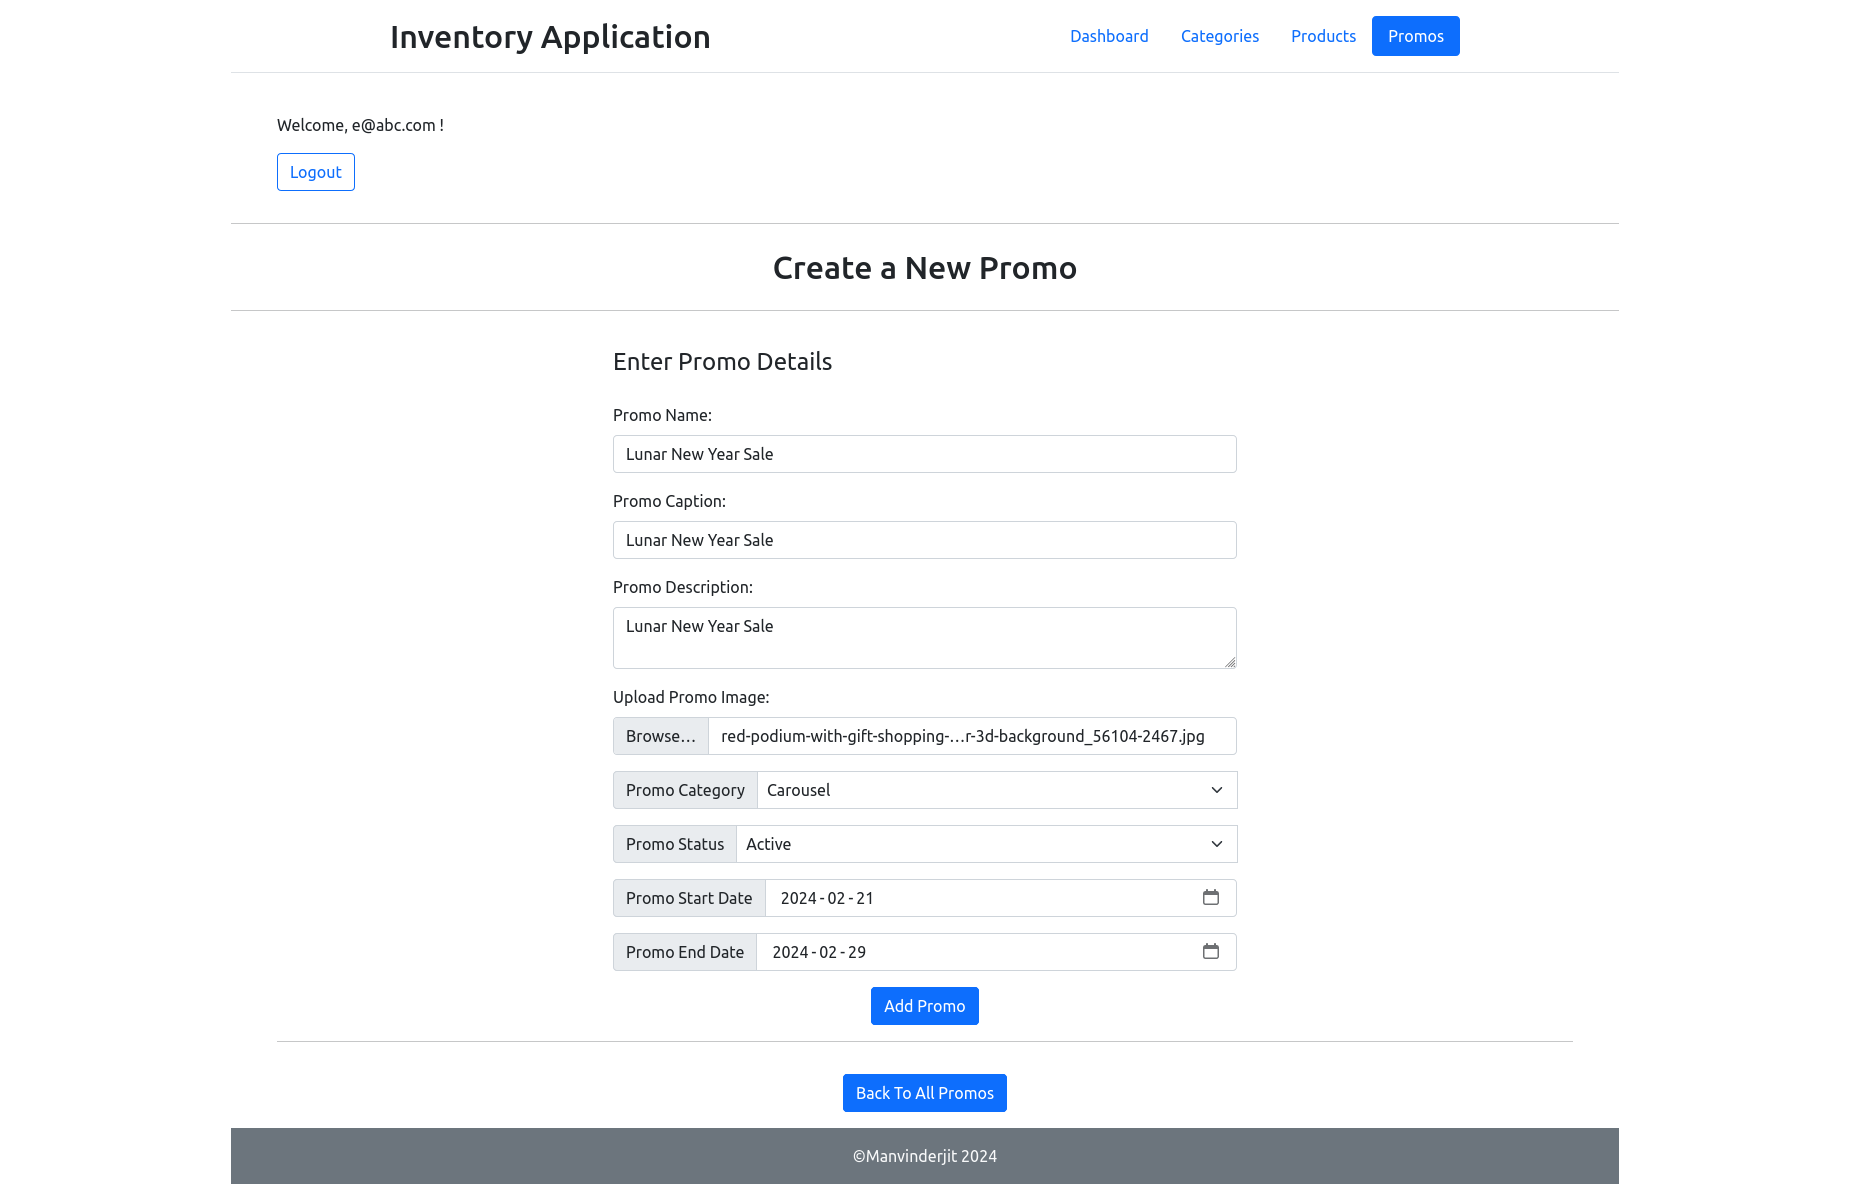 Inventory Application
Dashboard Categories Products Promos
Welcome, e@abc.com !
Logout
Create a New Promo
Enter Promo Details
Promo Name:
Lunar New Year Sale
Promo Caption:
Lunar New Year Sale
Promo Description:
Lunar New Year Sale
Upload Promo Image:
Browse... red-podium-with-gift-shopping-...r-3d-background_56104-2467.jpg
Promo Category Carousel
Promo Status Active
Promo Start Date 2024-02-21
Promo End Date 2024-02-29
Add Promo
Back To All Promos
©Manvinderjit 2024